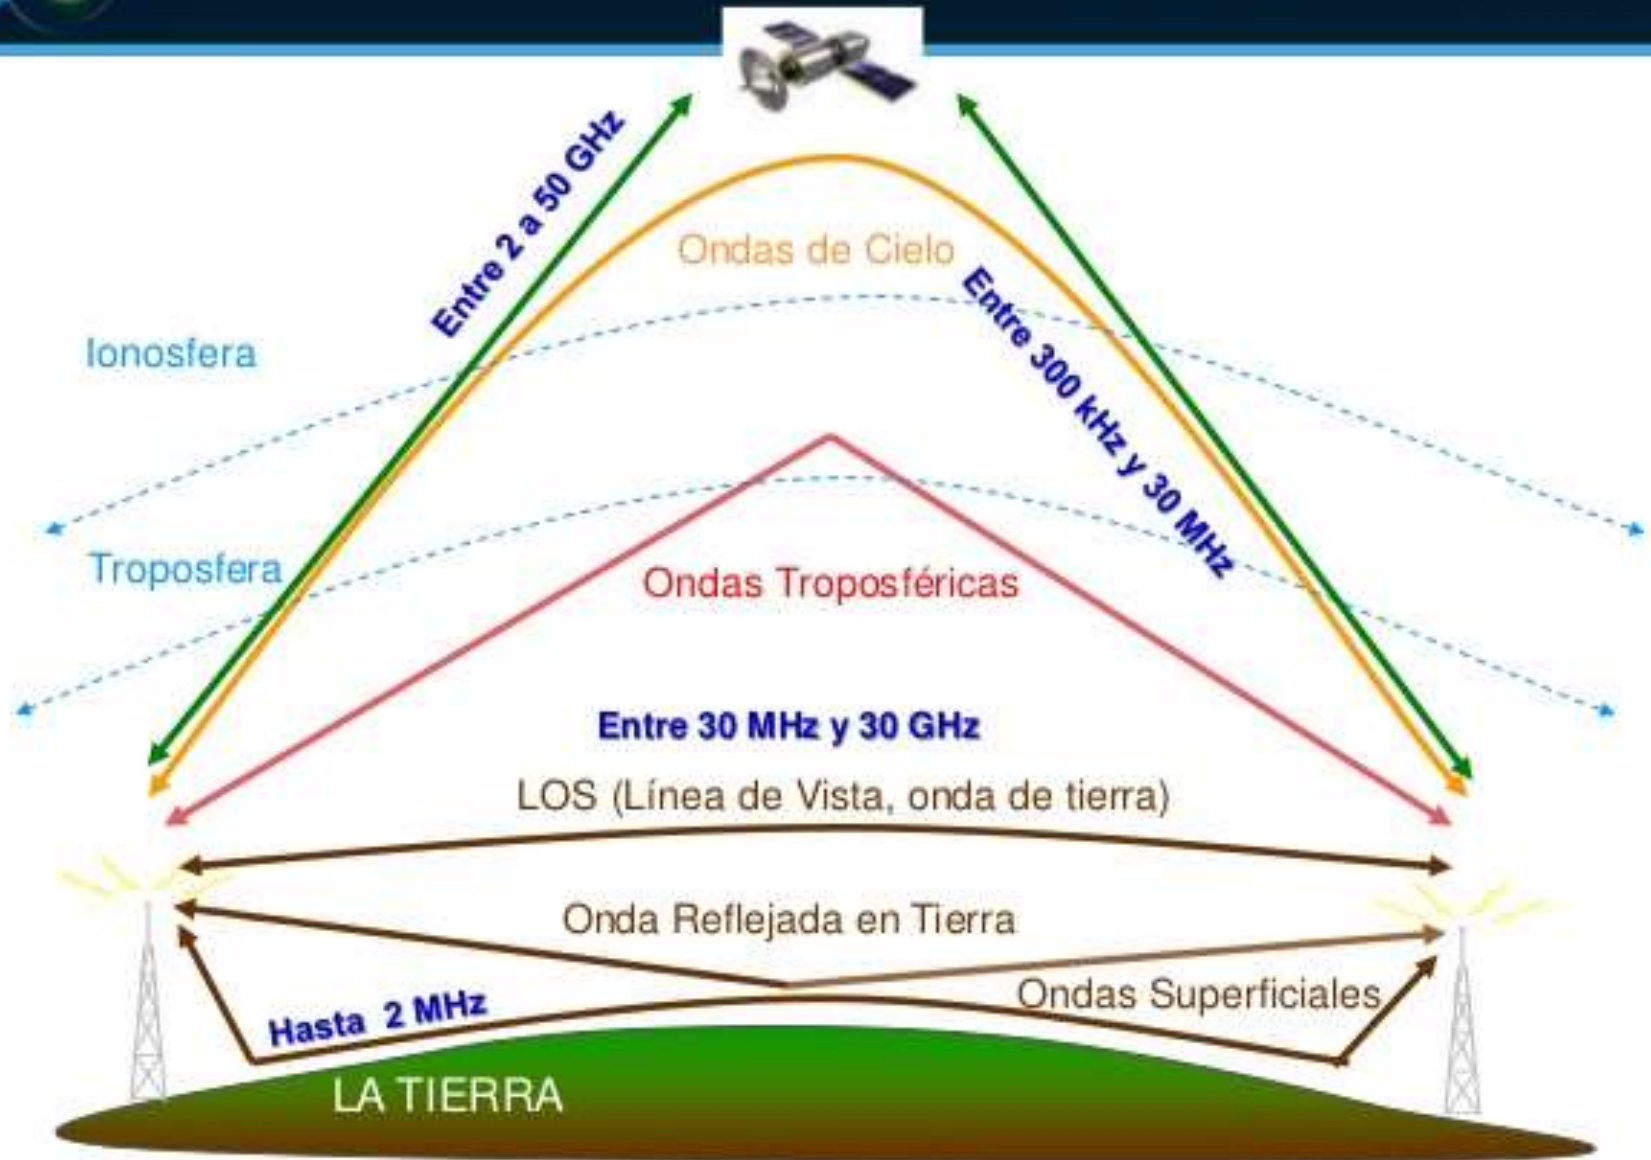 Entre 2 a 50 GHz
Ondas de Cielo
Entre 300 kHz y 30 MHz
Ionosfera
Troposfera
Ondas Troposféricas
Entre 30 MHz y 30 GHz
LOS (Línea de Vista, onda de tierra)
Onda Reflejada en Tierra
Ondas Superficiales
Hasta 2 MHz
LA TIERRA